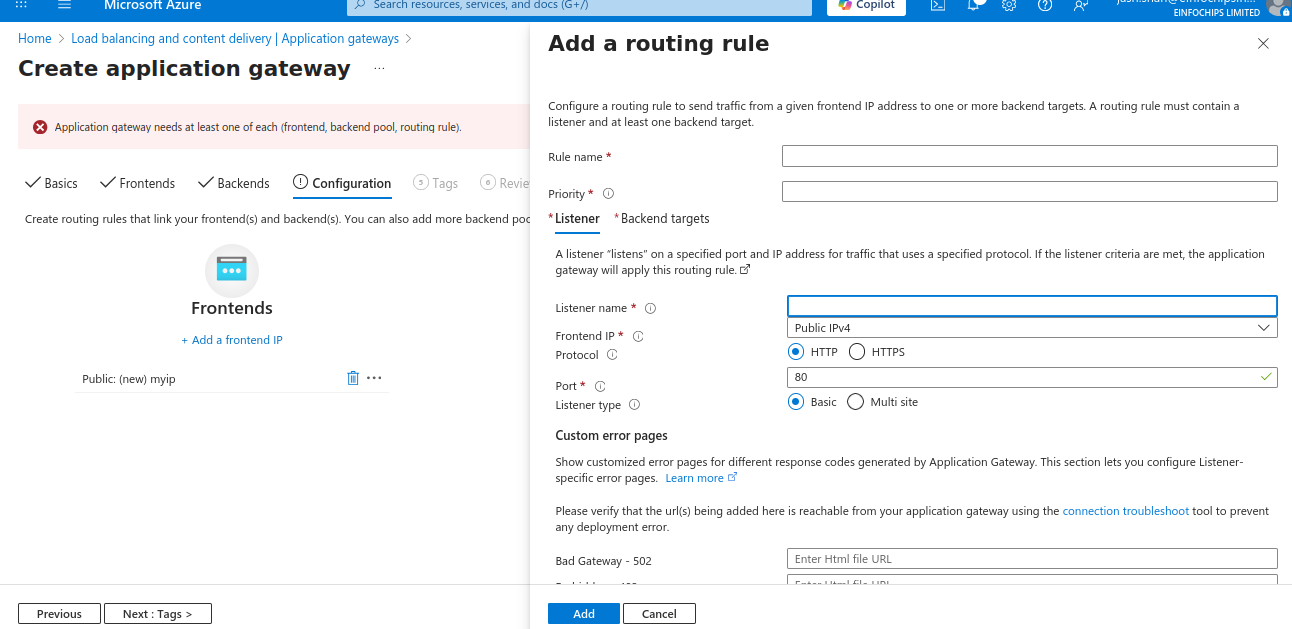 Microsoft Azure
Search resources, services, and docs (G+/)
Copilot
EINFOCHIPS LIMITED
Home > Load balancing and content delivery | Application gateways >
Create application gateway ...
Application gateway needs at least one of each (frontend, backend pool, routing rule).
Basics Frontends Backends Configuration 5 Tags 6
Create routing rules that link your frontend(s) and backend(s). You can also add more backend
Frontends
+ Add a frontend IP
Public: (new) myip
Previous
Next : Tags >
Add a routing rule
Configure a routing rule to send traffic from a given frontend IP address to one or more backend targets. A routing rule must contain a
listener and at least one backend target.
Rule name *
Priority *
* Listener * Backend targets
A listener “listens” on a specified port and IP address for traffic that uses a specified protocol. If the listener criteria are met, the application
gateway will apply this routing rule.
Listener name *
Frontend IP * Public IPv4
Protocol HTTP HTTPS
Port * 80
Listener type Basic Multi site
Custom error pages
Show customized error pages for different response codes generated by Application Gateway. This section lets you configure Listener-
specific error pages. Learn more
Please verify that the url(s) being added here is reachable from your application gateway using the connection troubleshoot tool to prevent
any deployment error.
Bad Gateway - 502 Enter Html file URL
Enter Html file URL
Add
Cancel